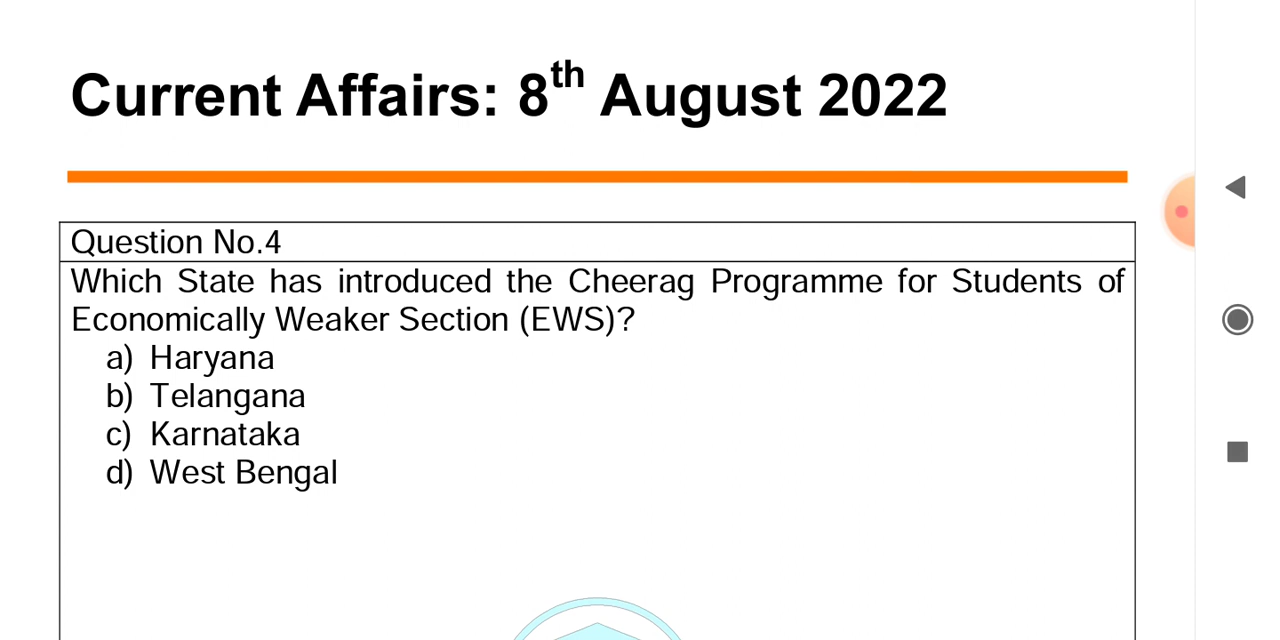 Current Affairs: 8th August 2022
Question No.4
Which State has introduced the Cheerag Programme for Students of
Economically Weaker Section (EWS)?
a) Haryana
b) Telangana
c) Karnataka
d) West Bengal